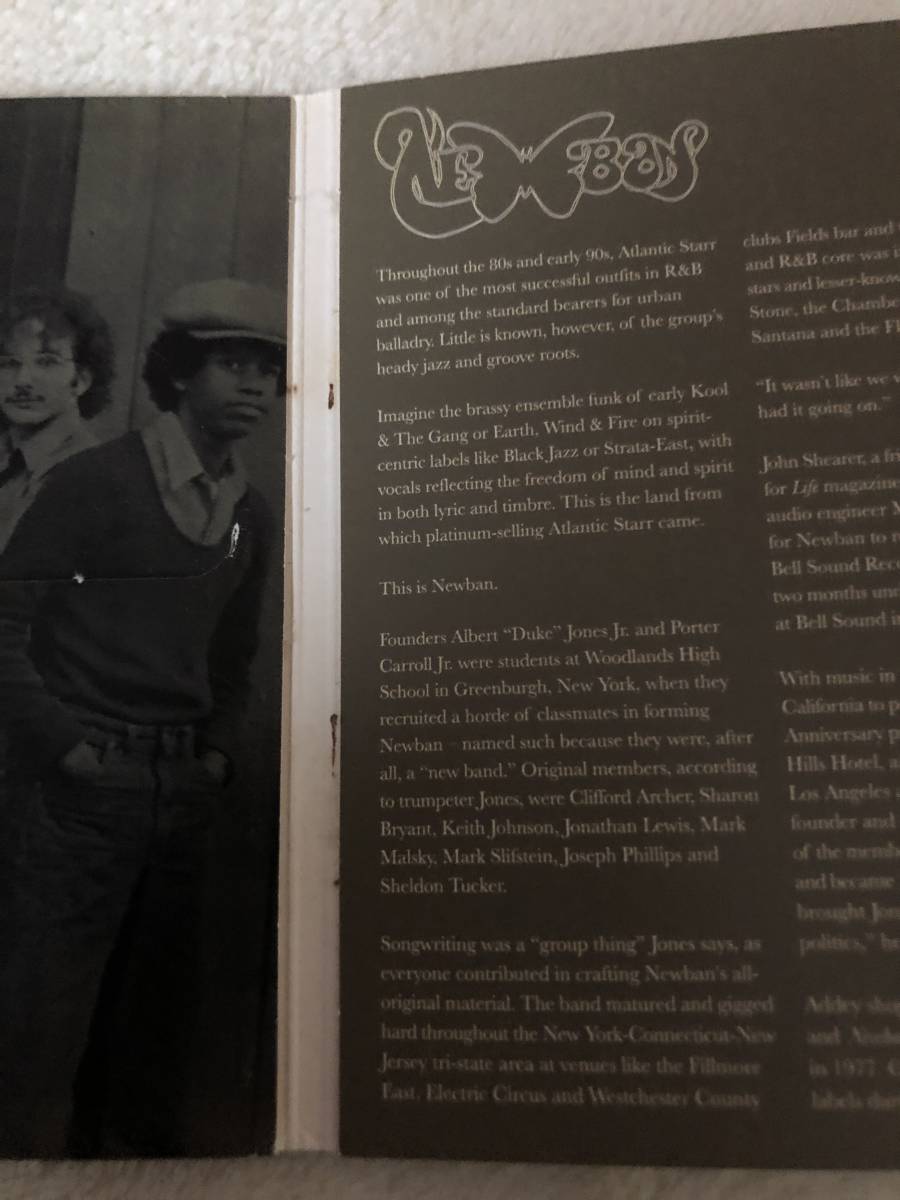 NEWBAN
Throughout the 80s and early 90s, Atlantic Starr
was one of the most successful outfits in R&B
and among the standard bearers for urban
balladry. Little is known, however, of the group's
heady jazz and groove roots.
Imagine the brassy ensemble funk of early Kool
& The Gang or Earth, Wind & Fire on spirit-
centric labels like Black Jazz or Strata-East, with
vocals reflecting the freedom of mind and spirit
in both lyric and timbre. This is the land from
which platinum-selling Atlantic Starr came.
This is Newban.
Founders Albert “Duke” Jones Jr. and Porter
Carroll Jr. were students at Woodlands High
School in Greenburgh, New York, when they
recruited a horde of classmates in forming
Newban – named such because they were, after
all, a “new band.” Original members, according
to trumpeter Jones, were Clifford Archer, Sharon
Bryant, Keith Johnson, Jonathan Lewis, Mark
Malsky, Mark Slifstein, Joseph Phillips and
Sheldon Tucker.
Songwriting was a “group thing” Jones says, as
everyone contributed in crafting Newban's all-
original material. The band matured and gigged
hard throughout the New York-Connecticut-New
Jersey tri-state area at venues like the Fillmore
East, Electric Circus and Westchester County
clubs Fields bar and
and R&B core was
stars and lesser-know
Stone, the Chambe
Santana and the
“It wasn't like we
had it going on.”
John Shearer, a
for Life magazine
audio engineer
for Newban to
Bell Sound Reco
two months
at Bell Sound
With music in
California to
Anniversary
Hills Hotel,
Los Angeles
founder and
of the
and became
brought
politics,”
Addey
and
in 1977.
labels